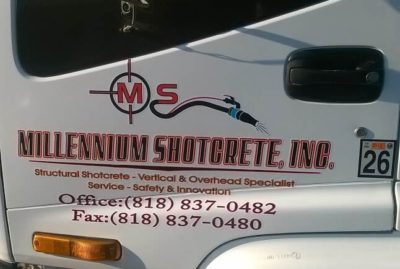 M S
MILLENNIUM SHOTCRETE, INC.
Structural Shotcrete - Vertical & Overhead Specialist
Service - Safety & Innovation
Office:(818) 837-0482
Fax:(818) 837-0480
26